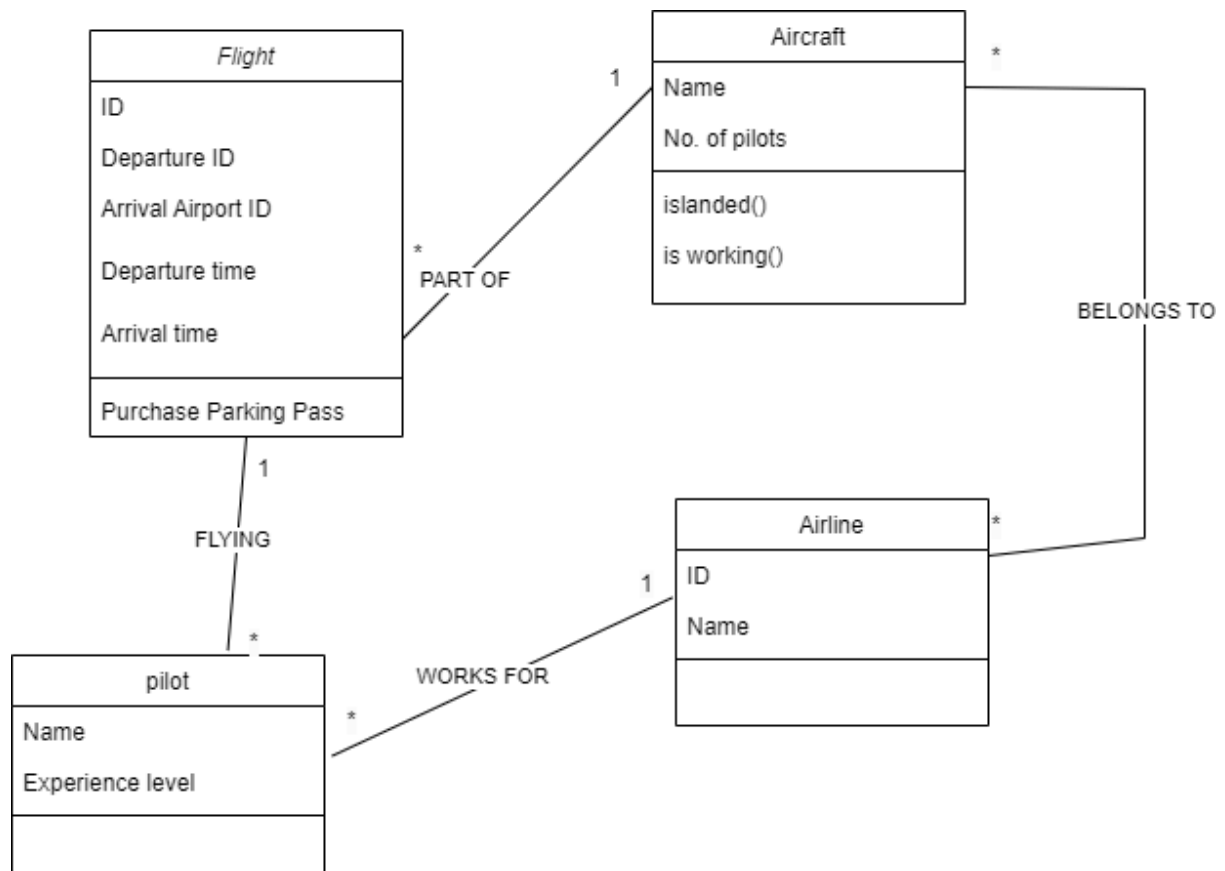 Flight
ID
Departure ID
Arrival Airport ID
Departure time
Arrival time
Purchase Parking Pass
Aircraft
Name
No. of pilots
islanded()
is working()
1
*
PART OF
*
BELONGS TO
*
1
FLYING
*
Airline
ID
Name
1
WORKS FOR
*
pilot
Name
Experience level